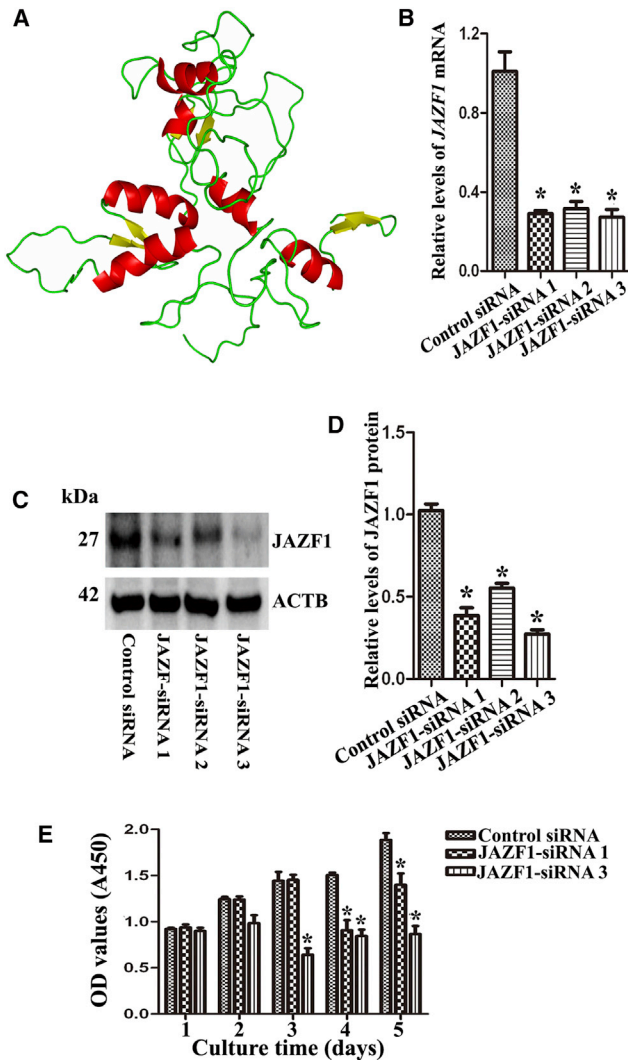 A
B
Relative levels of JAZF1 mRNA
1.2
0.8
0.4
0.0
Control siRNA
JAZF1-siRNA 1
JAZF1-siRNA 2
JAZF1-siRNA 3
*
*
*
C
kDa
27
JAZF1
42
ACTB
Control siRNA
JAZF-siRNA 1
JAZF1-siRNA 2
JAZF1-siRNA 3
D
Relative levels of JAZF1 protein
1.5
1.0
0.5
0.0
*
*
*
Control siRNA
JAZF1-siRNA 1
JAZF1-siRNA 2
JAZF1-siRNA 3
E
OD values (A450)
2.0
1.5
1.0
0.5
0.0
*
*
*
*
*
1
2
3
4
5
Culture time (days)
Control siRNA
JAZF1-siRNA 1
JAZF1-siRNA 3